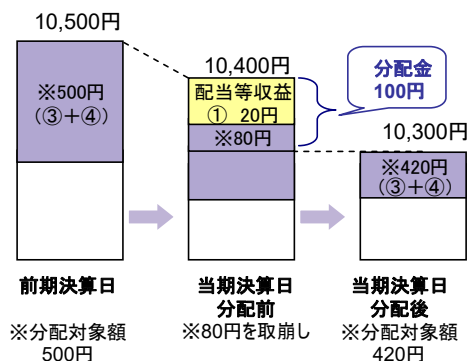 10,500円
※500円
(③+④)
10,400円
配当等収益
① 20円
※80円
分配金
100円
10,300円
※420円
(③+④)
前期決算日
※分配対象額
500円
当期決算日
分配前
※80円を取崩し
当期決算日
分配後
※分配対象額
420円